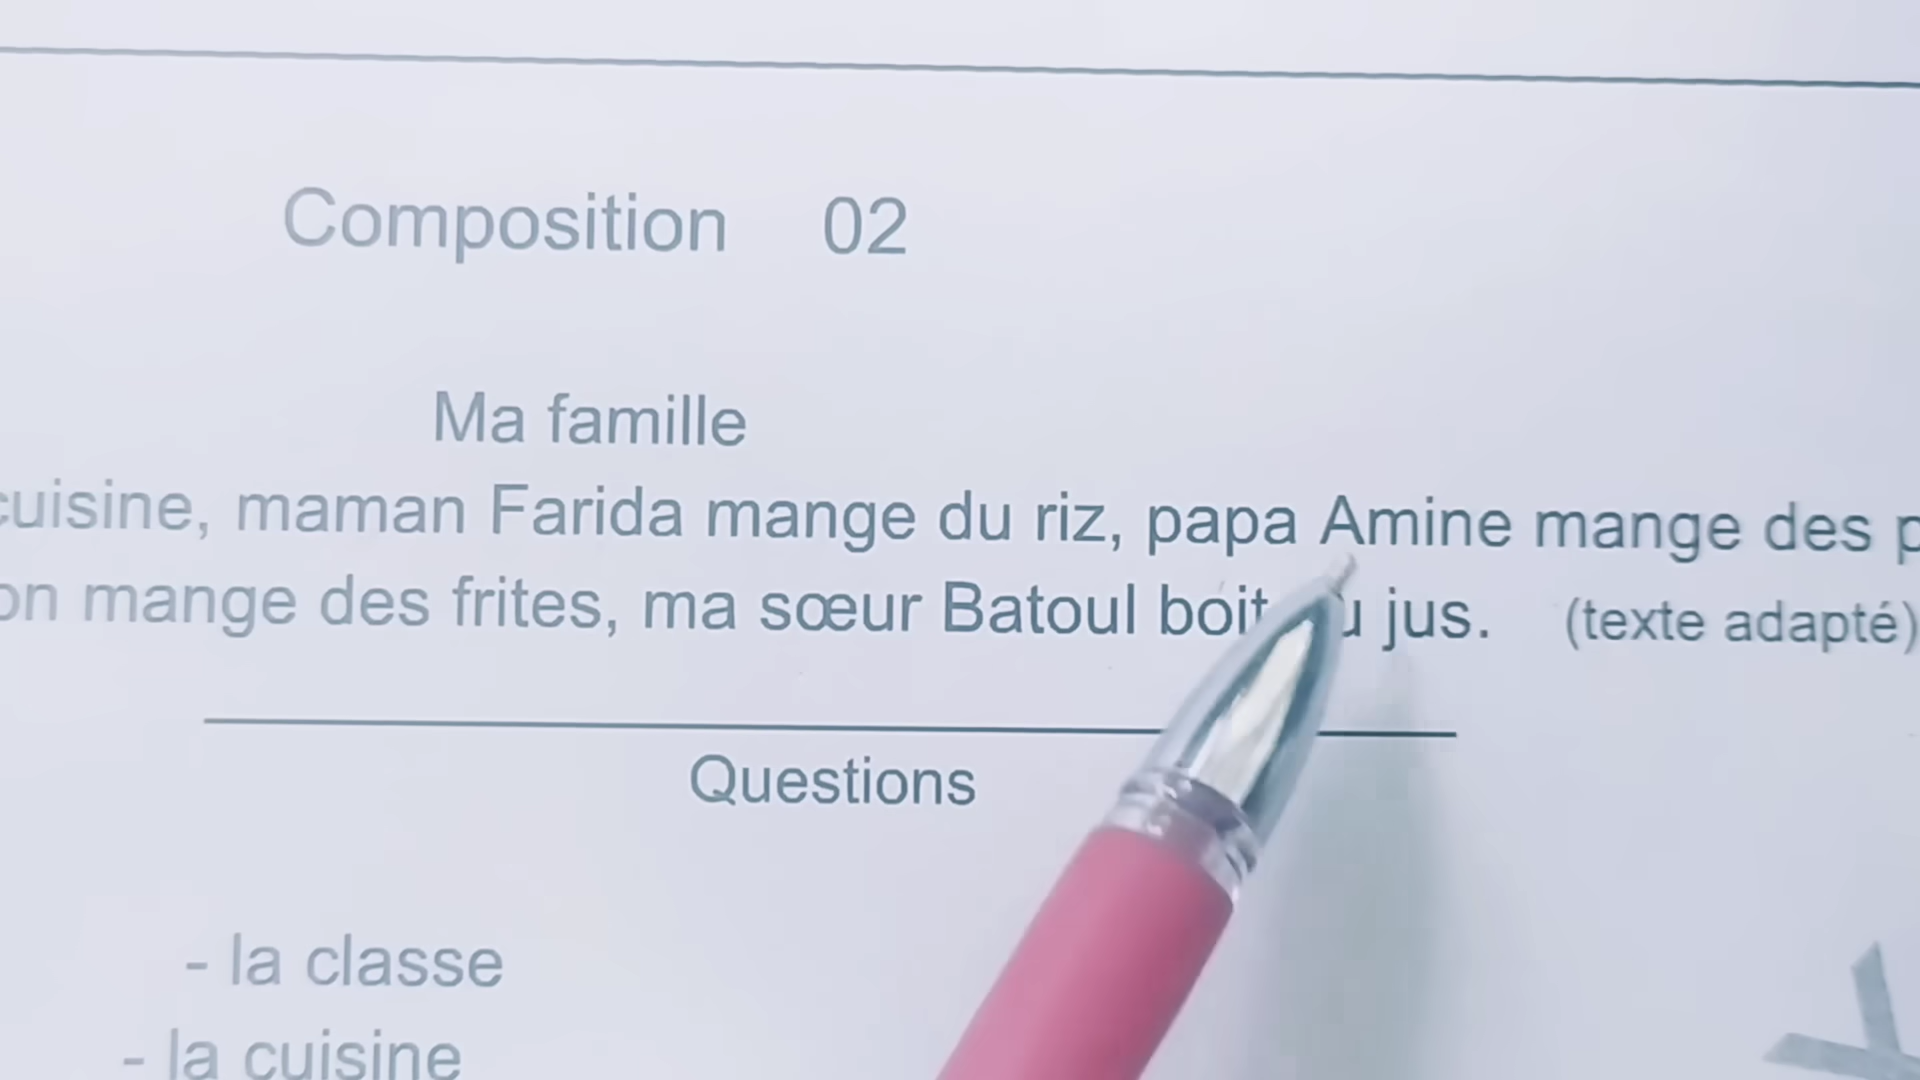 Composition 02
Ma famille
cuisine, maman Farida mange du riz, papa Amine mange des
mange des frites, ma sœur Batoul boit jus. (texte adapté)
Questions
- la classe
- la cuisine